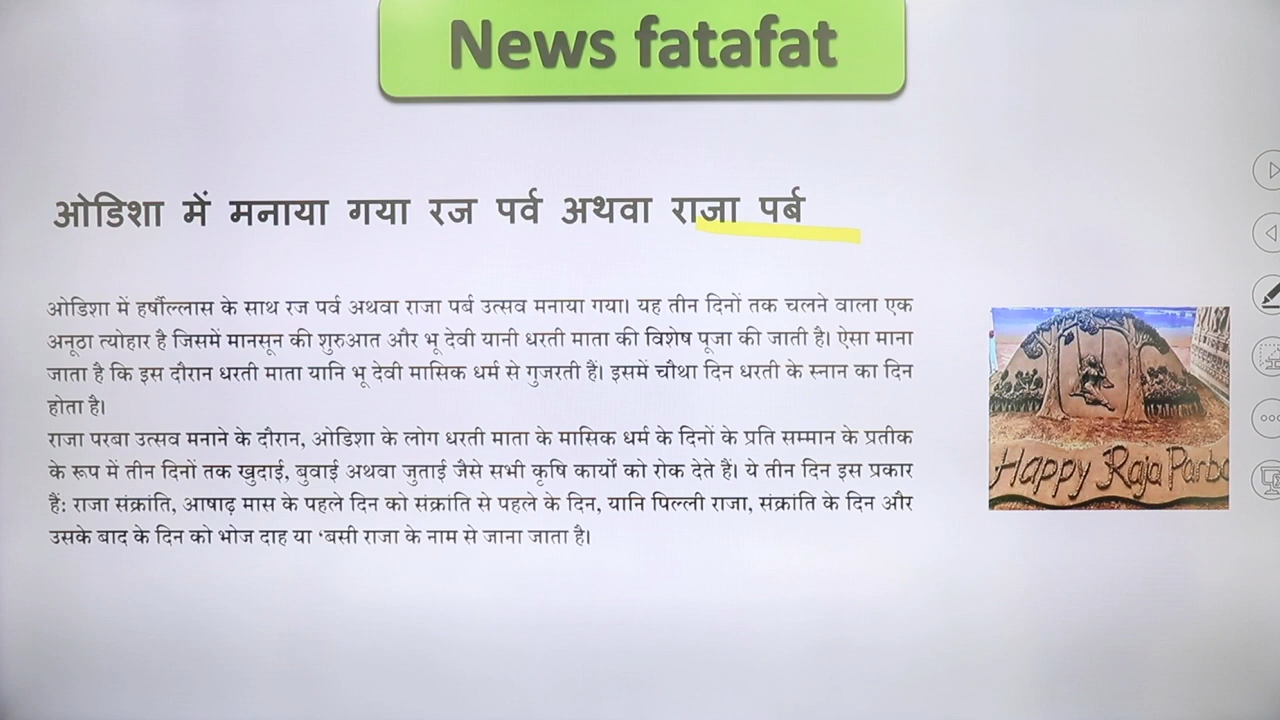 News fatafat
ओडिशा में मनाया गया रज पर्व अथवा राजा पर्ब
ओडिशा में हर्षौल्लास के साथ रज पर्व अथवा राजा पर्ब उत्सव मनाया गया। यह तीन दिनों तक चलने वाला एक
अनूठा त्योहार है जिसमें मानसून की शुरुआत और भू देवी यानी धरती माता की विशेष पूजा की जाती है। ऐसा माना
जाता है कि इस दौरान धरती माता यानि भू देवी मासिक धर्म से गुजरती हैं। इसमें चौथा दिन धरती के स्नान का दिन
होता है।
राजा परबा उत्सव मनाने के दौरान, ओडिशा के लोग धरती माता के मासिक धर्म के दिनों के प्रति सम्मान के प्रतीक
के रूप में तीन दिनों तक खुदाई, बुवाई अथवा जुताई जैसे सभी कृषि कार्यो को रोक देते हैं। ये तीन दिन इस प्रकार
हैं: राजा संक्रांति, आषाढ़ मास के पहले दिन को संक्रांति से पहले के दिन, यानि पिल्ली राजा, संक्रांति के दिन और
उसके बाद के दिन को भोज दाह या ‘बसी राजा के नाम से जाना जाता है।
Happy Raja Parba